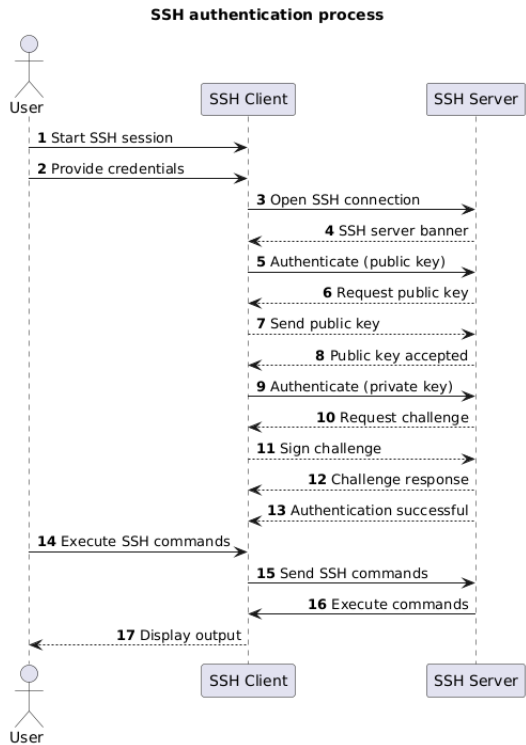 SSH authentication process
User
SSH Client
SSH Server
1 Start SSH session
2 Provide credentials
3 Open SSH connection
4 SSH server banner
5 Authenticate (public key)
6 Request public key
7 Send public key
8 Public key accepted
9 Authenticate (private key)
10 Request challenge
11 Sign challenge
12 Challenge response
13 Authentication successful
14 Execute SSH commands
15 Send SSH commands
16 Execute commands
17 Display output
User
SSH Client
SSH Server